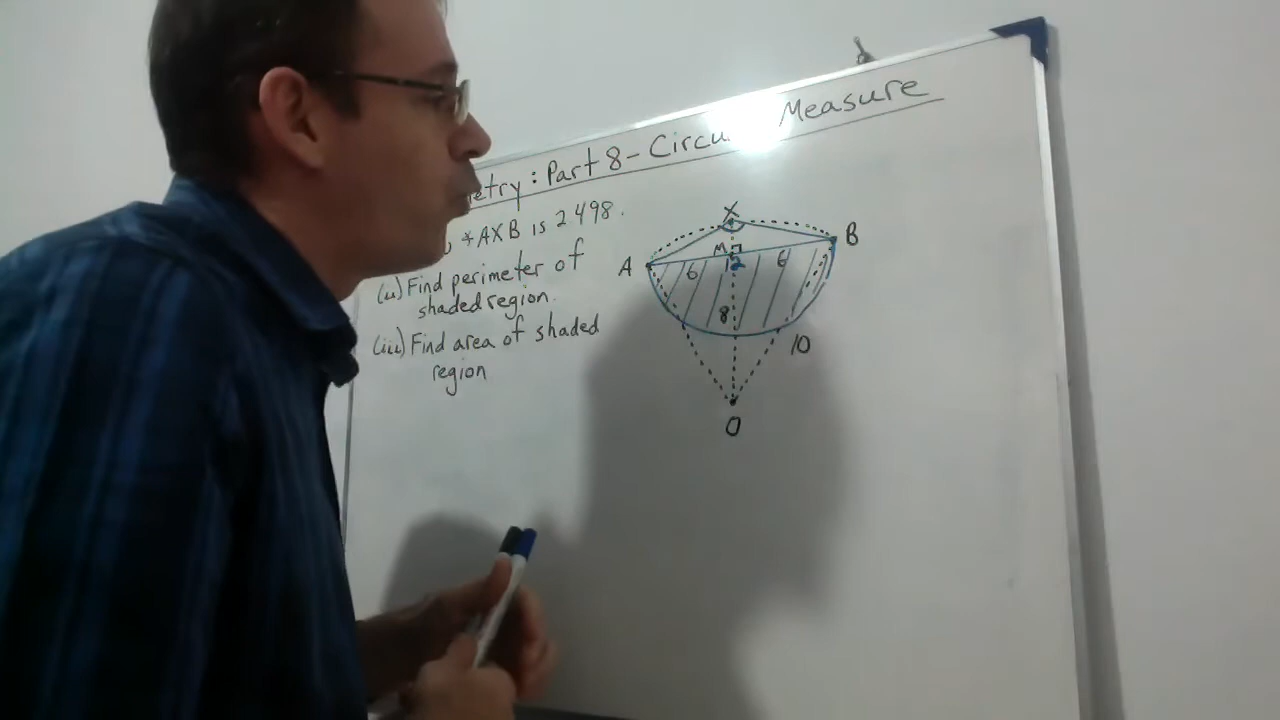 etry: Part 8 - Circu Measure
∢AXB is 2.498.
(ii) Find perimeter of
shaded region.
(iii) Find area of shaded
region
X
B
A
M
6
12
6
8
10
O